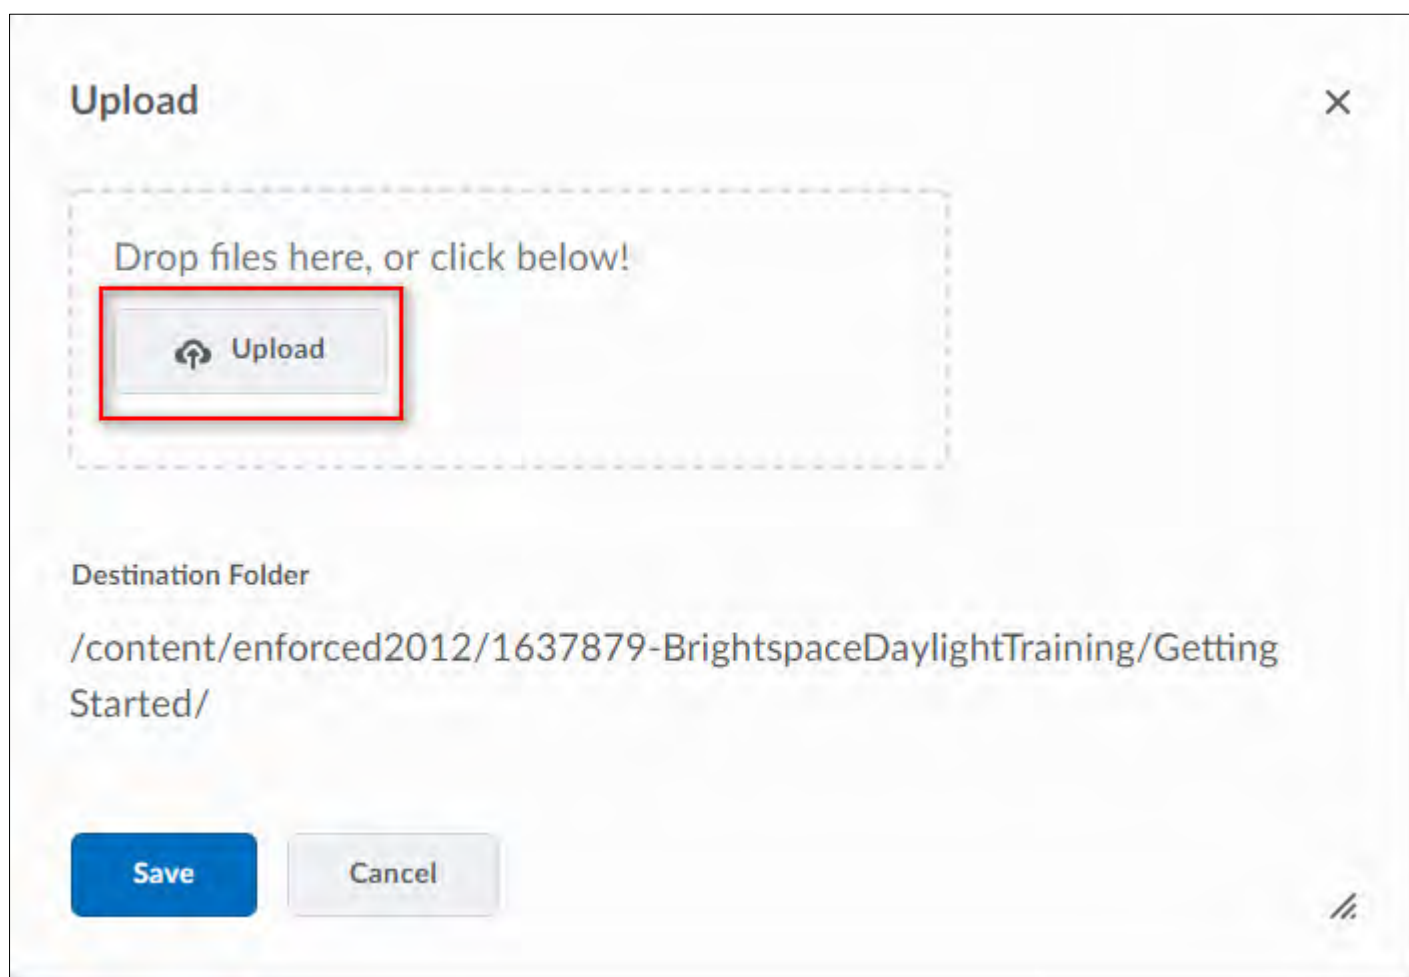 Upload
Drop files here, or click below!
Upload
Destination Folder
/content/enforced2012/1637879-BrightspaceDaylightTraining/Getting
Started/
Save Cancel